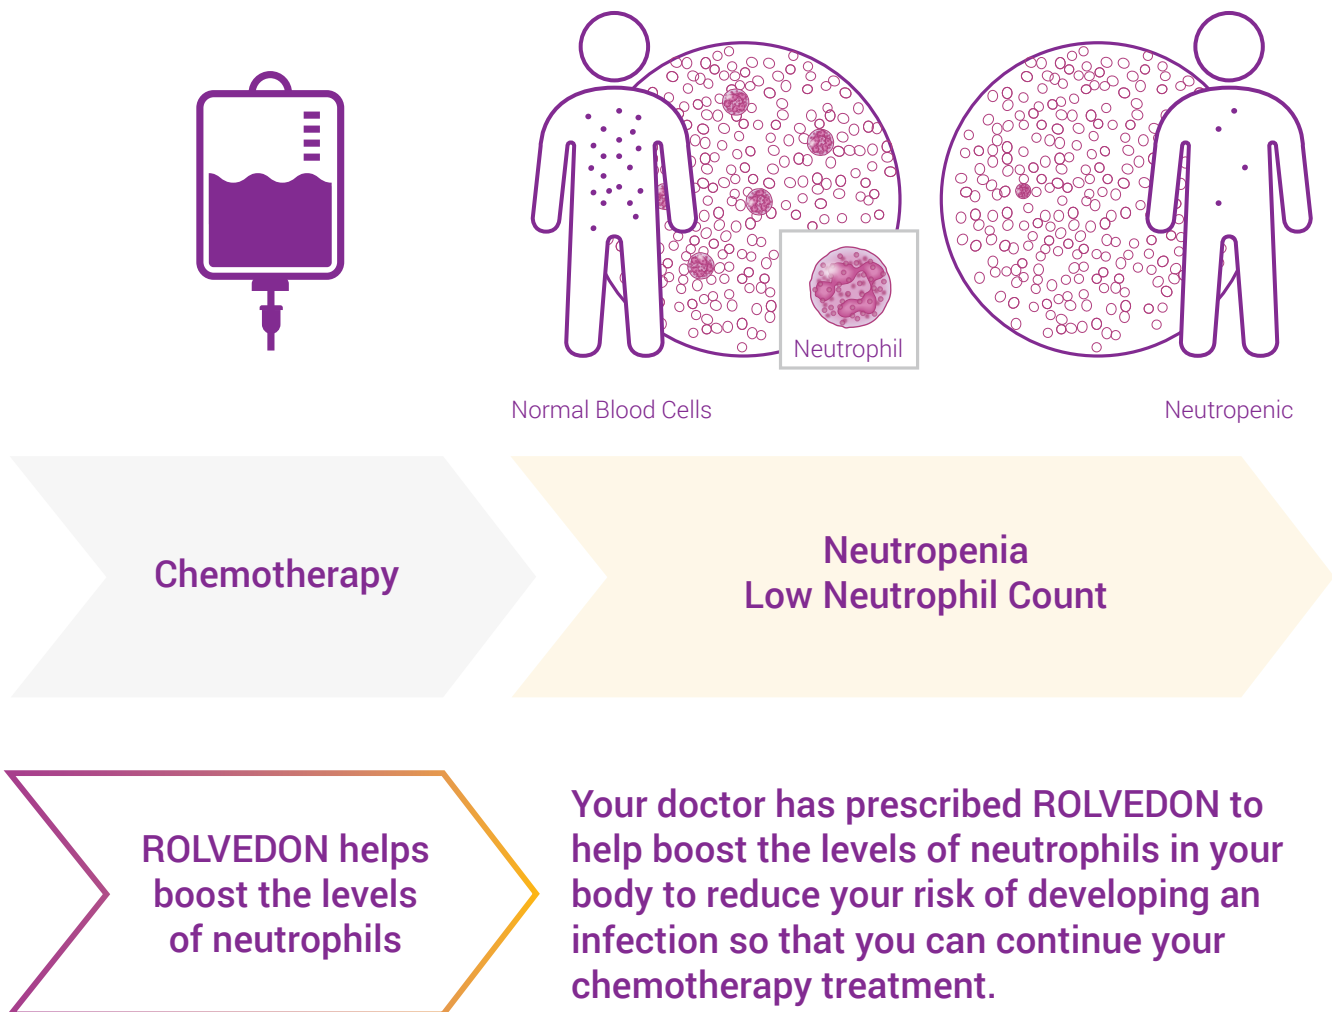 Neutrophil
Normal Blood Cells
Neutropenic
Chemotherapy
Neutropenia
Low Neutrophil Count
ROLVEDON helps
boost the levels
of neutrophils
Your doctor has prescribed ROLVEDON to
help boost the levels of neutrophils in your
body to reduce your risk of developing an
infection so that you can continue your
chemotherapy treatment.